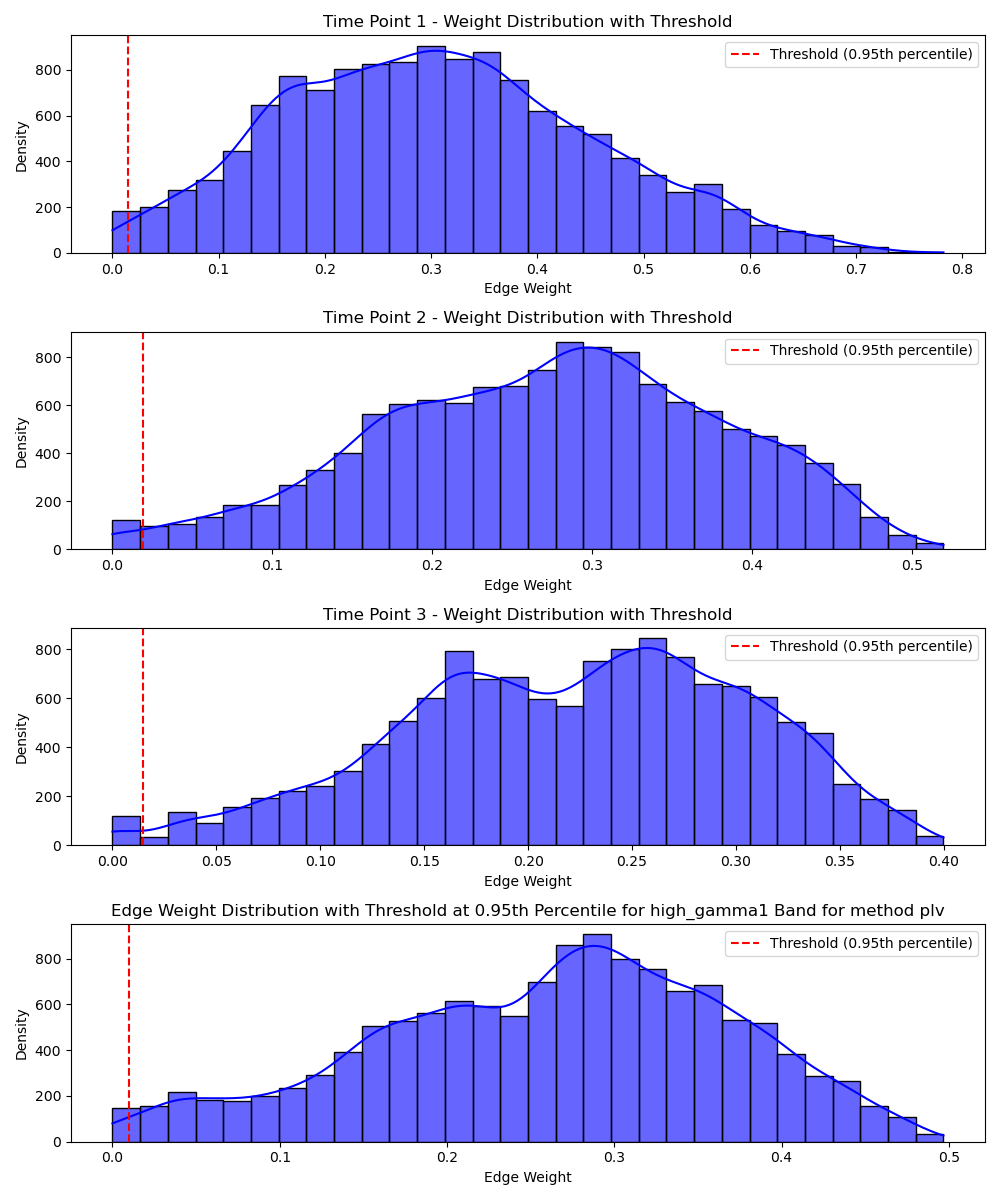 Time Point 1 - Weight Distribution with Threshold
Threshold (0.95th percentile)
Density
800
600
400
200
0
0.0 0.1 0.2 0.3 0.4 0.5 0.6 0.7 0.8
Edge Weight
Time Point 2 - Weight Distribution with Threshold
Threshold (0.95th percentile)
Density
800
600
400
200
0
0.0 0.1 0.2 0.3 0.4 0.5
Edge Weight
Time Point 3 - Weight Distribution with Threshold
Threshold (0.95th percentile)
Density
800
600
400
200
0
0.00 0.05 0.10 0.15 0.20 0.25 0.30 0.35 0.40
Edge Weight
Edge Weight Distribution with Threshold at 0.95th Percentile for high_gamma1 Band for method plv
Threshold (0.95th percentile)
Density
800
600
400
200
0
0.0 0.1 0.2 0.3 0.4 0.5
Edge Weight